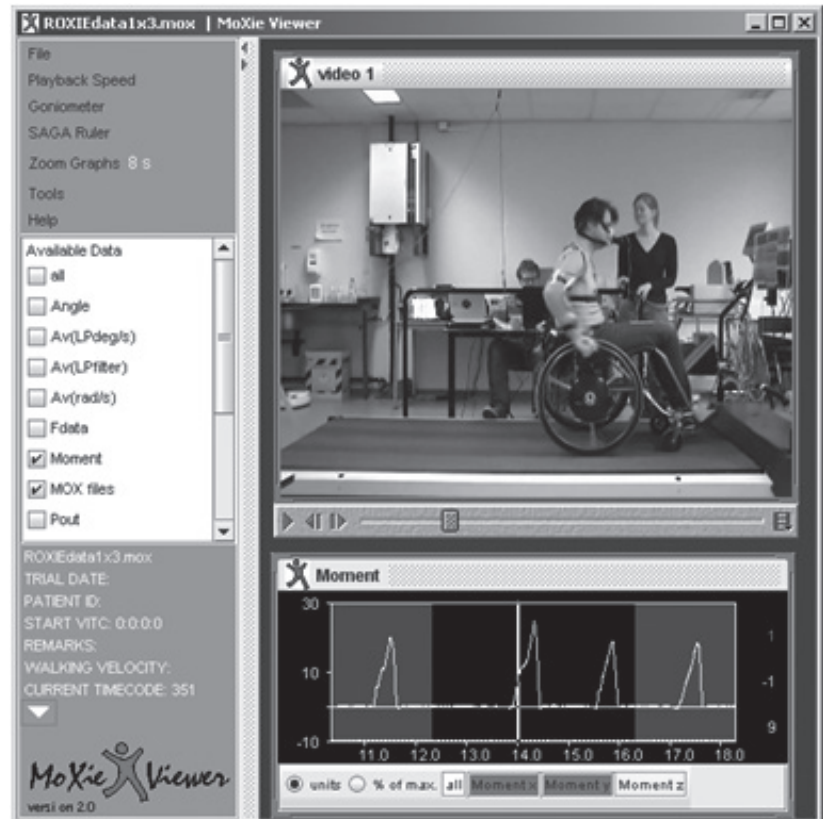 ROXIEdata1x3.mox | MoXie Viewer
File
Playback Speed
Goniometer
SAGA Ruler
Zoom Graphs 8 s
Tools
Help
Available Data
all
Angle
Av(LPdeg/s)
Av(LPfilter)
Av(rad/s)
Fdata
Moment
MOX files
Pout
ROXIEdata1x3.mox
TRIAL DATE:
PATIENT ID:
START VITC: 0:0:0:0
REMARKS:
WALKING VELOCITY:
CURRENT TIMECODE: 351
MoXie Viewer
version 2.0
video 1
Moment
30
10
-10
1
-1
9
11.0 12.0 13.0 14.0 15.0 16.0 17.0 18.0
units % of max. all Moment x Moment y Moment z